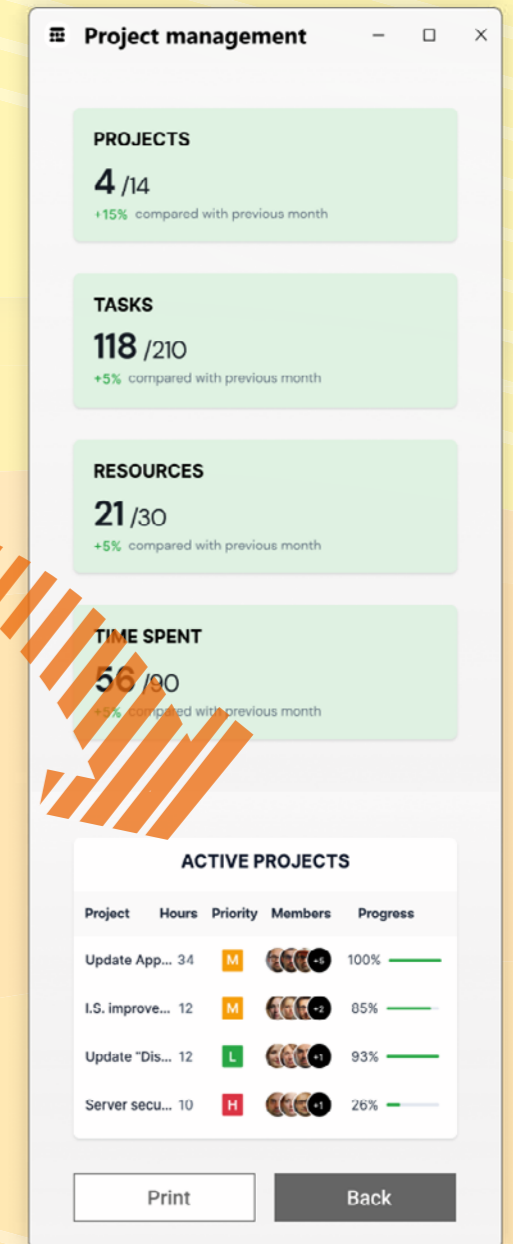 Project management
PROJECTS
4 /14
+15% compared with previous month
TASKS
118 /210
+5% compared with previous month
RESOURCES
21 /30
+5% compared with previous month
TIME SPENT
56 /90
+5% compared with previous month
ACTIVE PROJECTS
Project Hours Priority Members Progress
Update App... 34 M +5 100%
I.S. improve... 12 M +2 85%
Update "Dis... 12 L +1 93%
Server secu... 10 H +1 26%
Print Back